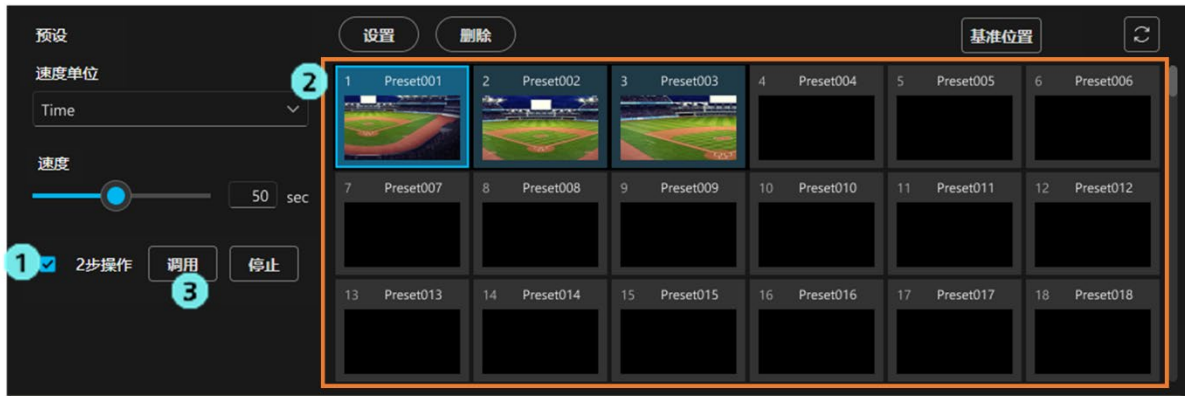 预设
设置 删除 基准位置
速度单位
Time
速度
50 sec
1 2步操作 调用 停止
3
2
1 Preset001 2 Preset002 3 Preset003 4 Preset004 5 Preset005 6 Preset006
7 Preset007 8 Preset008 9 Preset009 10 Preset010 11 Preset011 12 Preset012
13 Preset013 14 Preset014 15 Preset015 16 Preset016 17 Preset017 18 Preset018